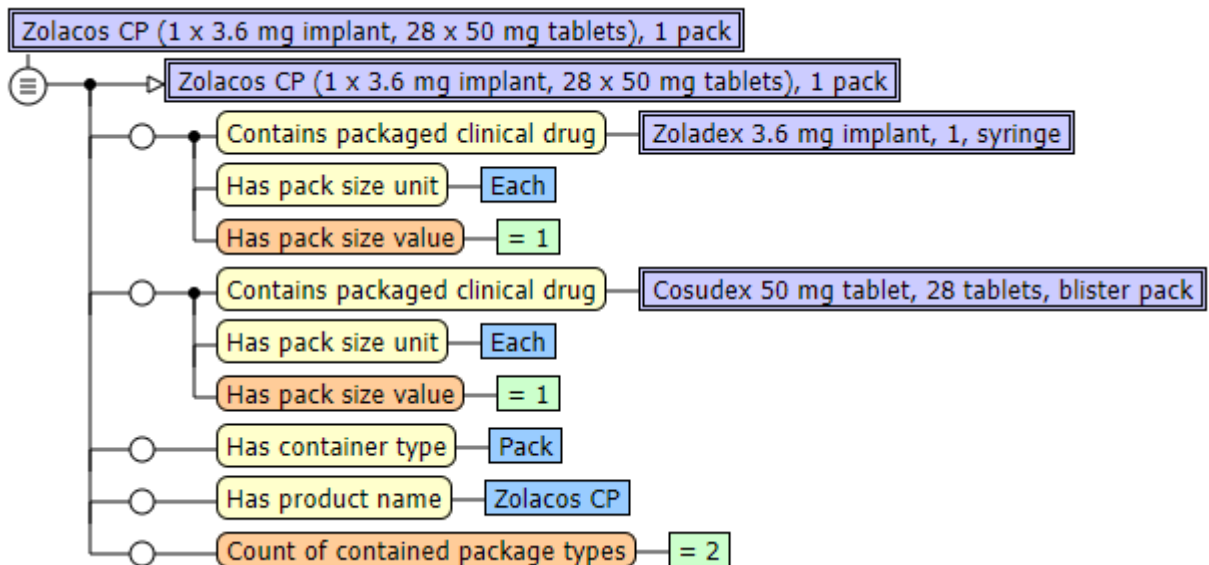 Zolacos CP (1 x 3.6 mg implant, 28 x 50 mg tablets), 1 pack
Zolacos CP (1 x 3.6 mg implant, 28 x 50 mg tablets), 1 pack
Contains packaged clinical drug Zoladex 3.6 mg implant, 1, syringe
Has pack size unit Each
Has pack size value = 1
Contains packaged clinical drug Cosudex 50 mg tablet, 28 tablets, blister pack
Has pack size unit Each
Has pack size value = 1
Has container type Pack
Has product name Zolacos CP
Count of contained package types = 2